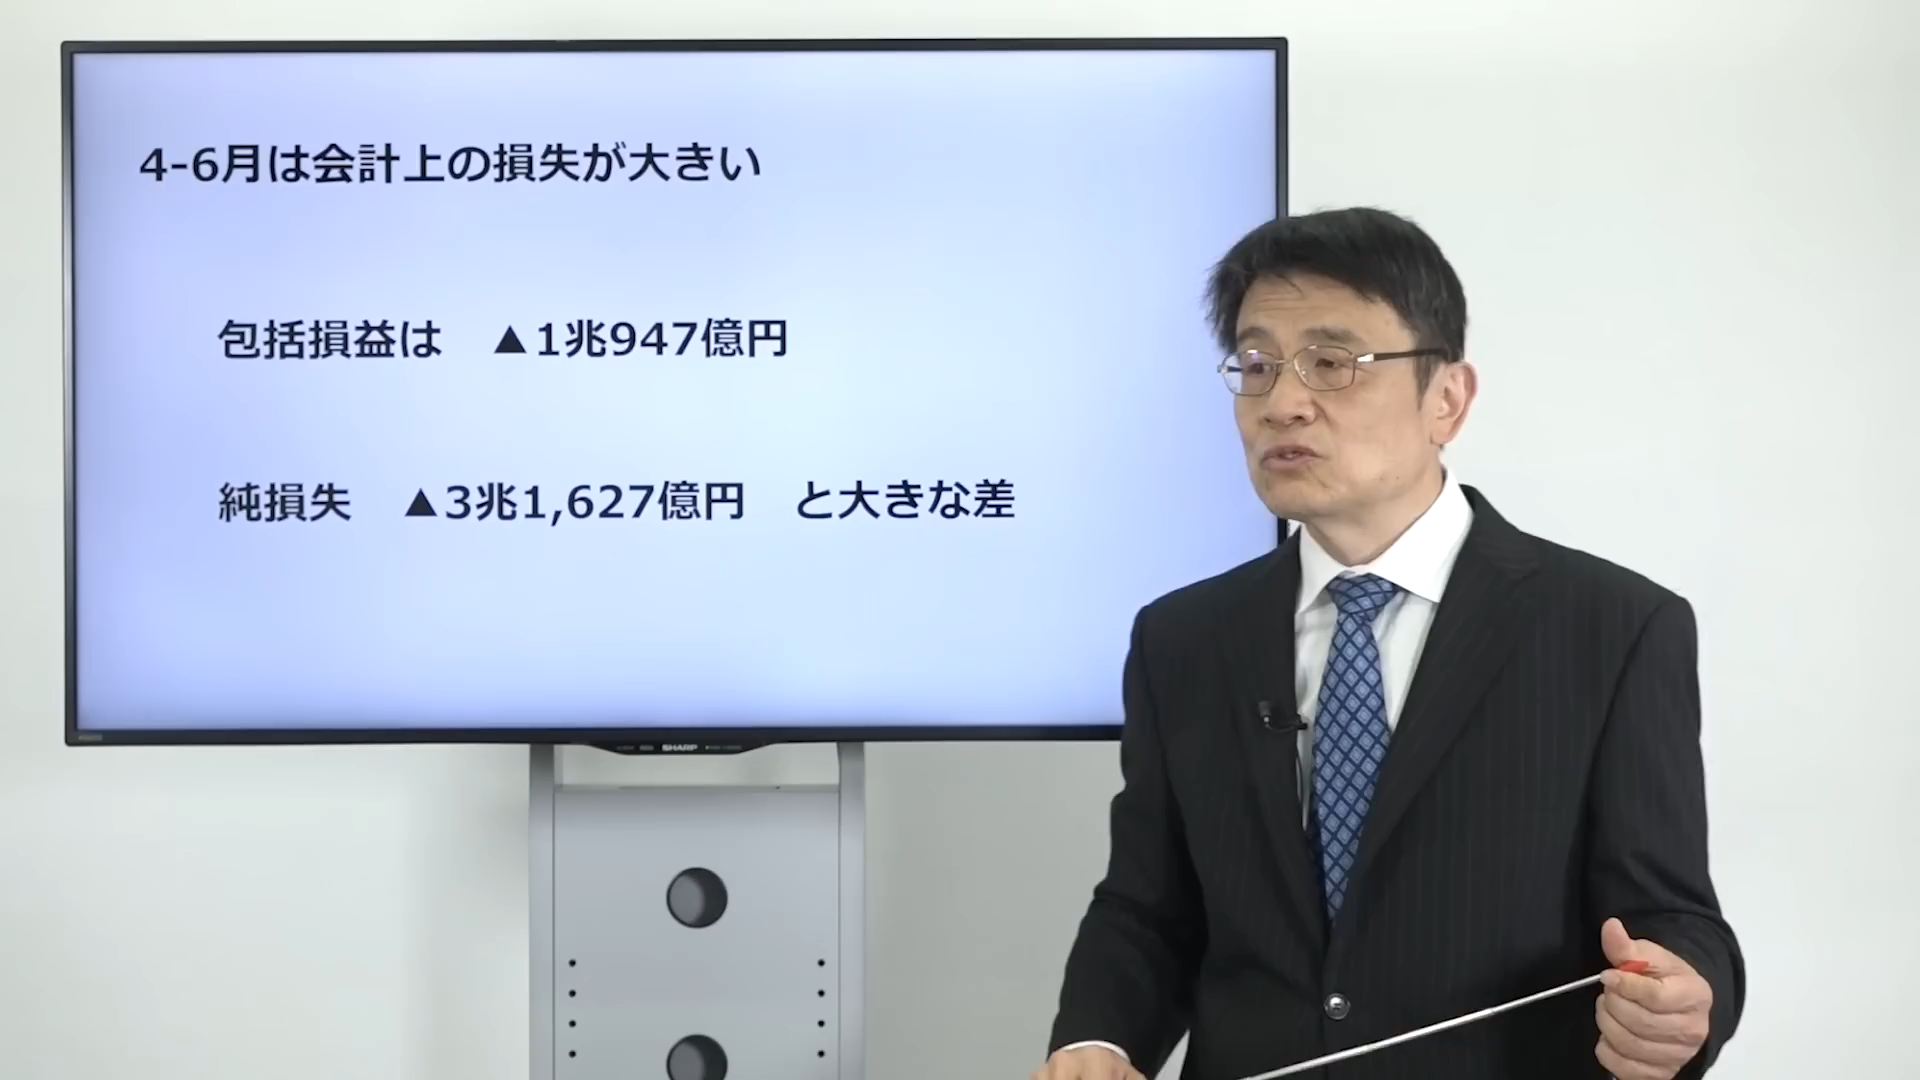 4-6月は会計上の損失が大きい
包括損益は　▲1兆947億円
純損失　▲3兆1,627億円　と大きな差
SHARP